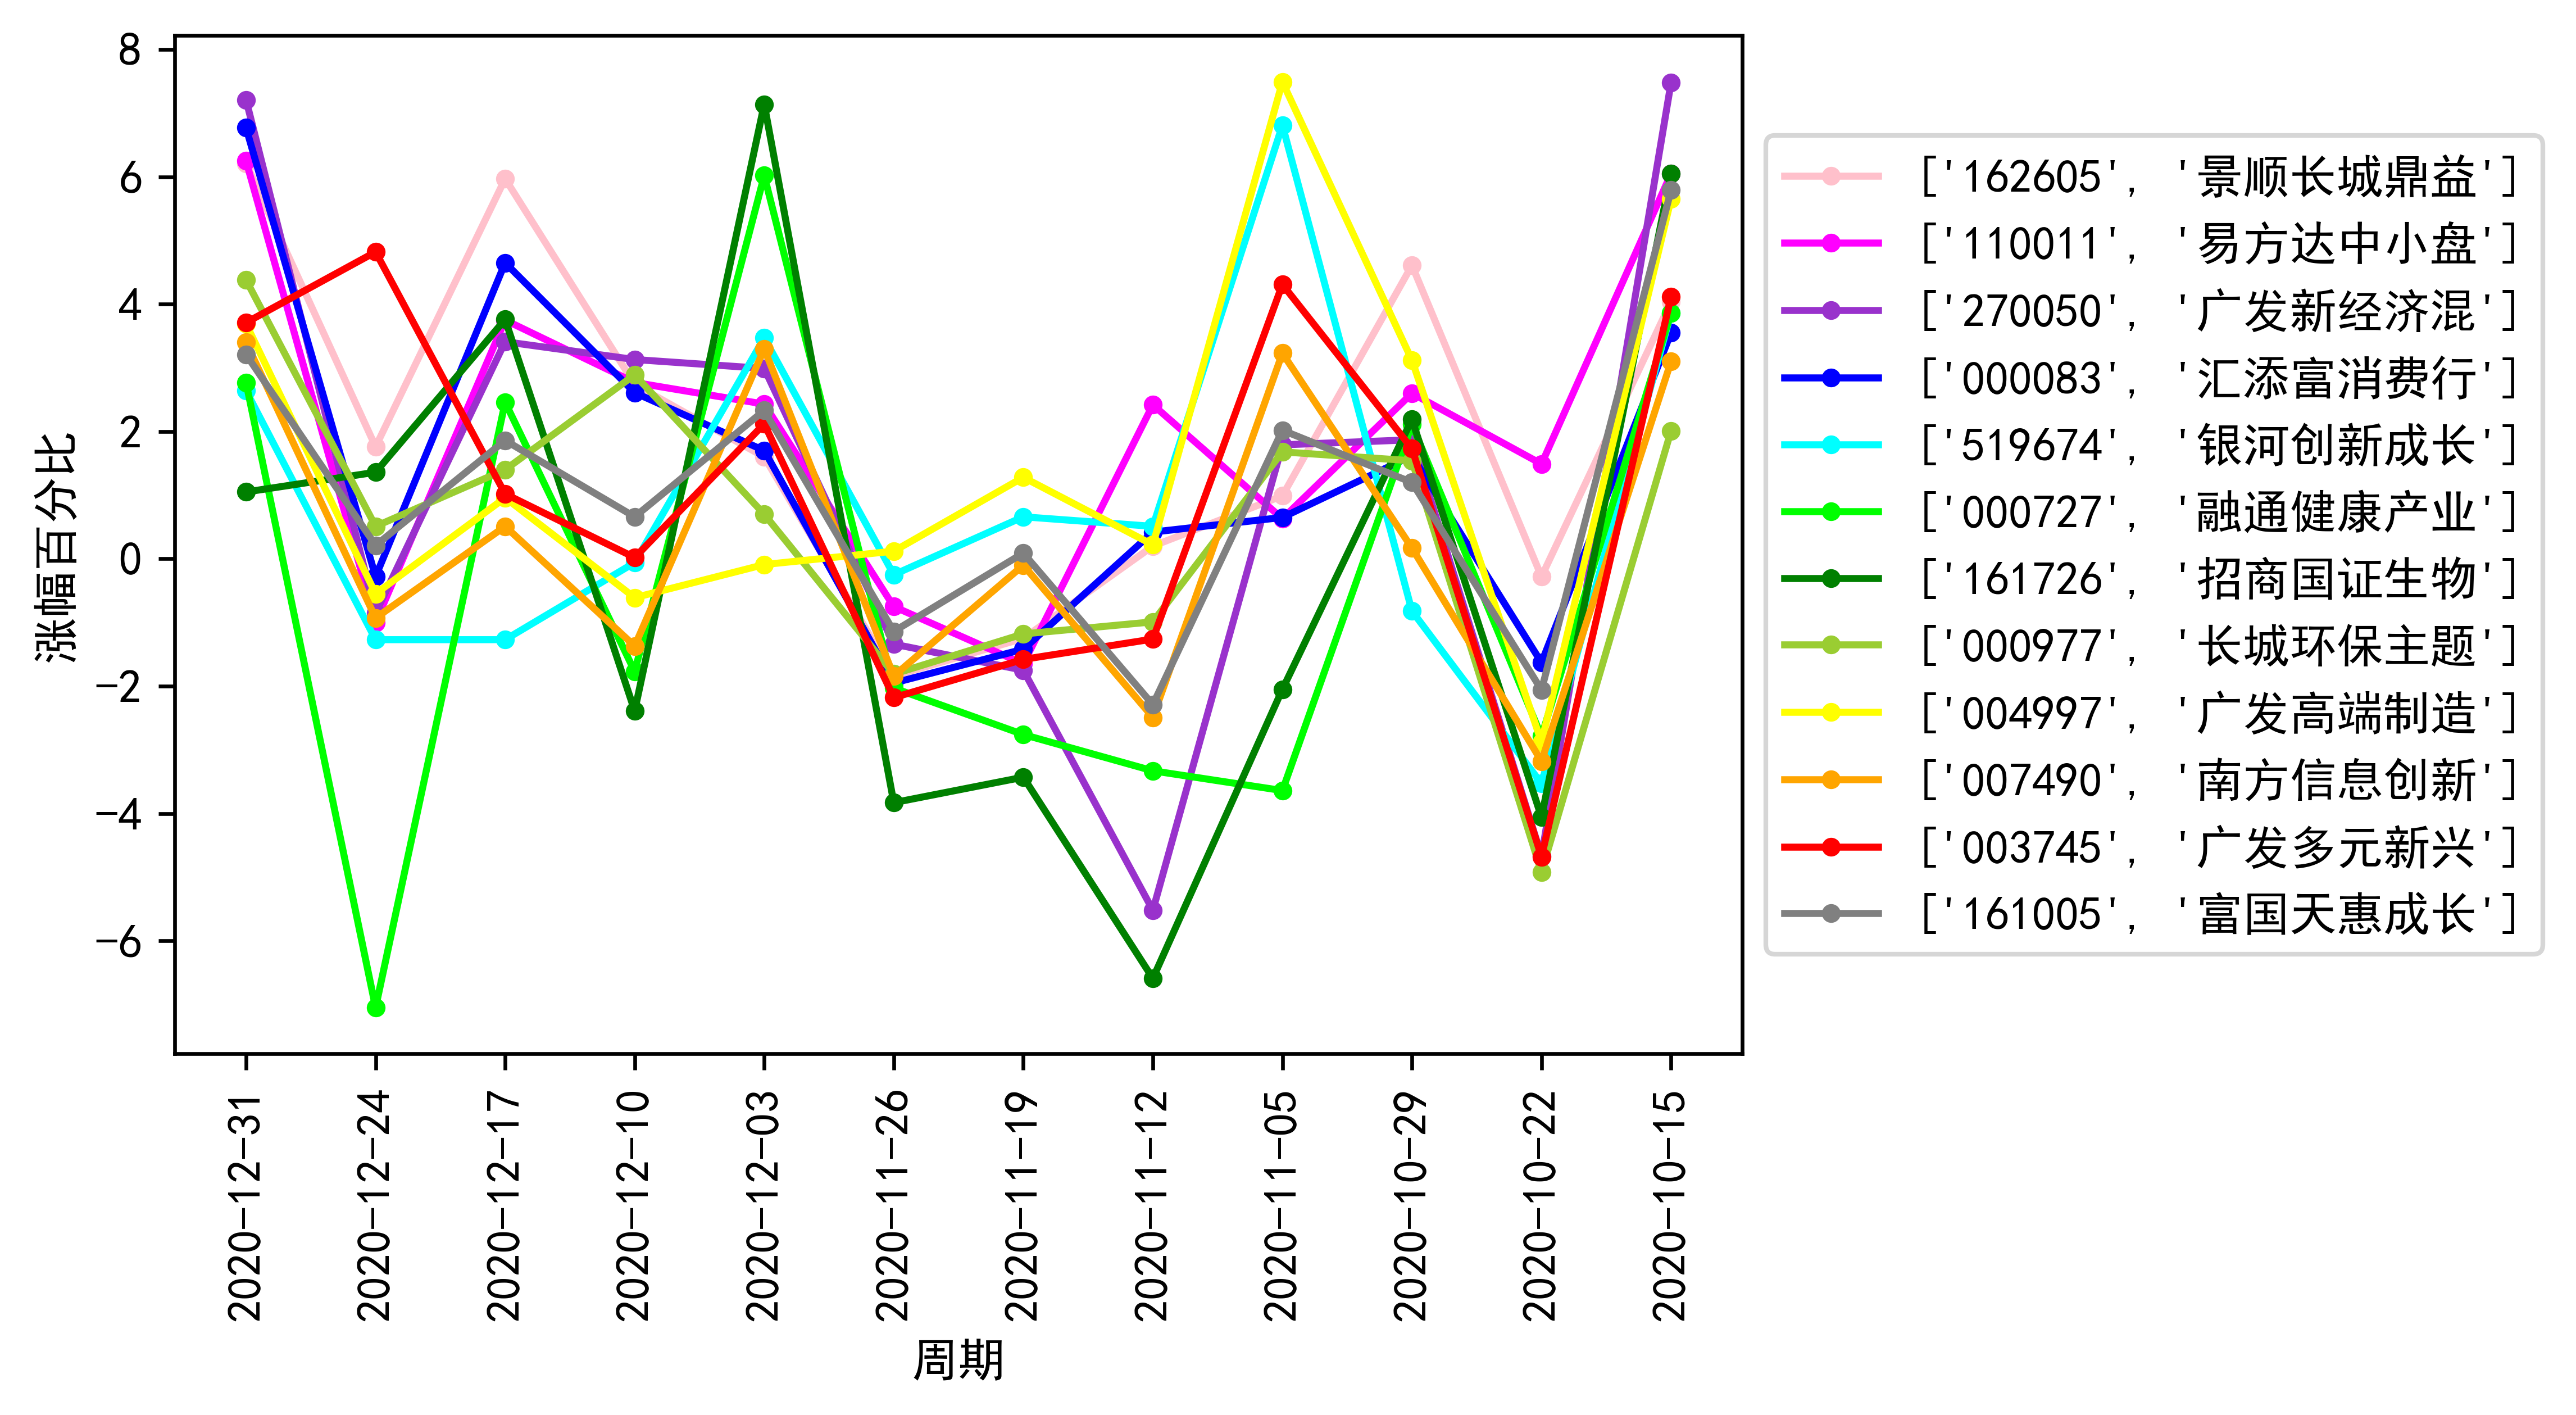 8
6
4
2
0
−2
−4
−6
涨幅百分比
2020-12-31
2020-12-24
2020-12-17
2020-12-10
2020-12-03
2020-11-26
2020-11-19
2020-11-12
2020-11-05
2020-10-29
2020-10-22
2020-10-15
周期
['162605', '景顺长城鼎益']
['110011', '易方达中小盘']
['270050', '广发新经济混']
['000083', '汇添富消费行']
['519674', '银河创新成长']
['000727', '融通健康产业']
['161726', '招商国证生物']
['000977', '长城环保主题']
['004997', '广发高端制造']
['007490', '南方信息创新']
['003745', '广发多元新兴']
['161005', '富国天惠成长']